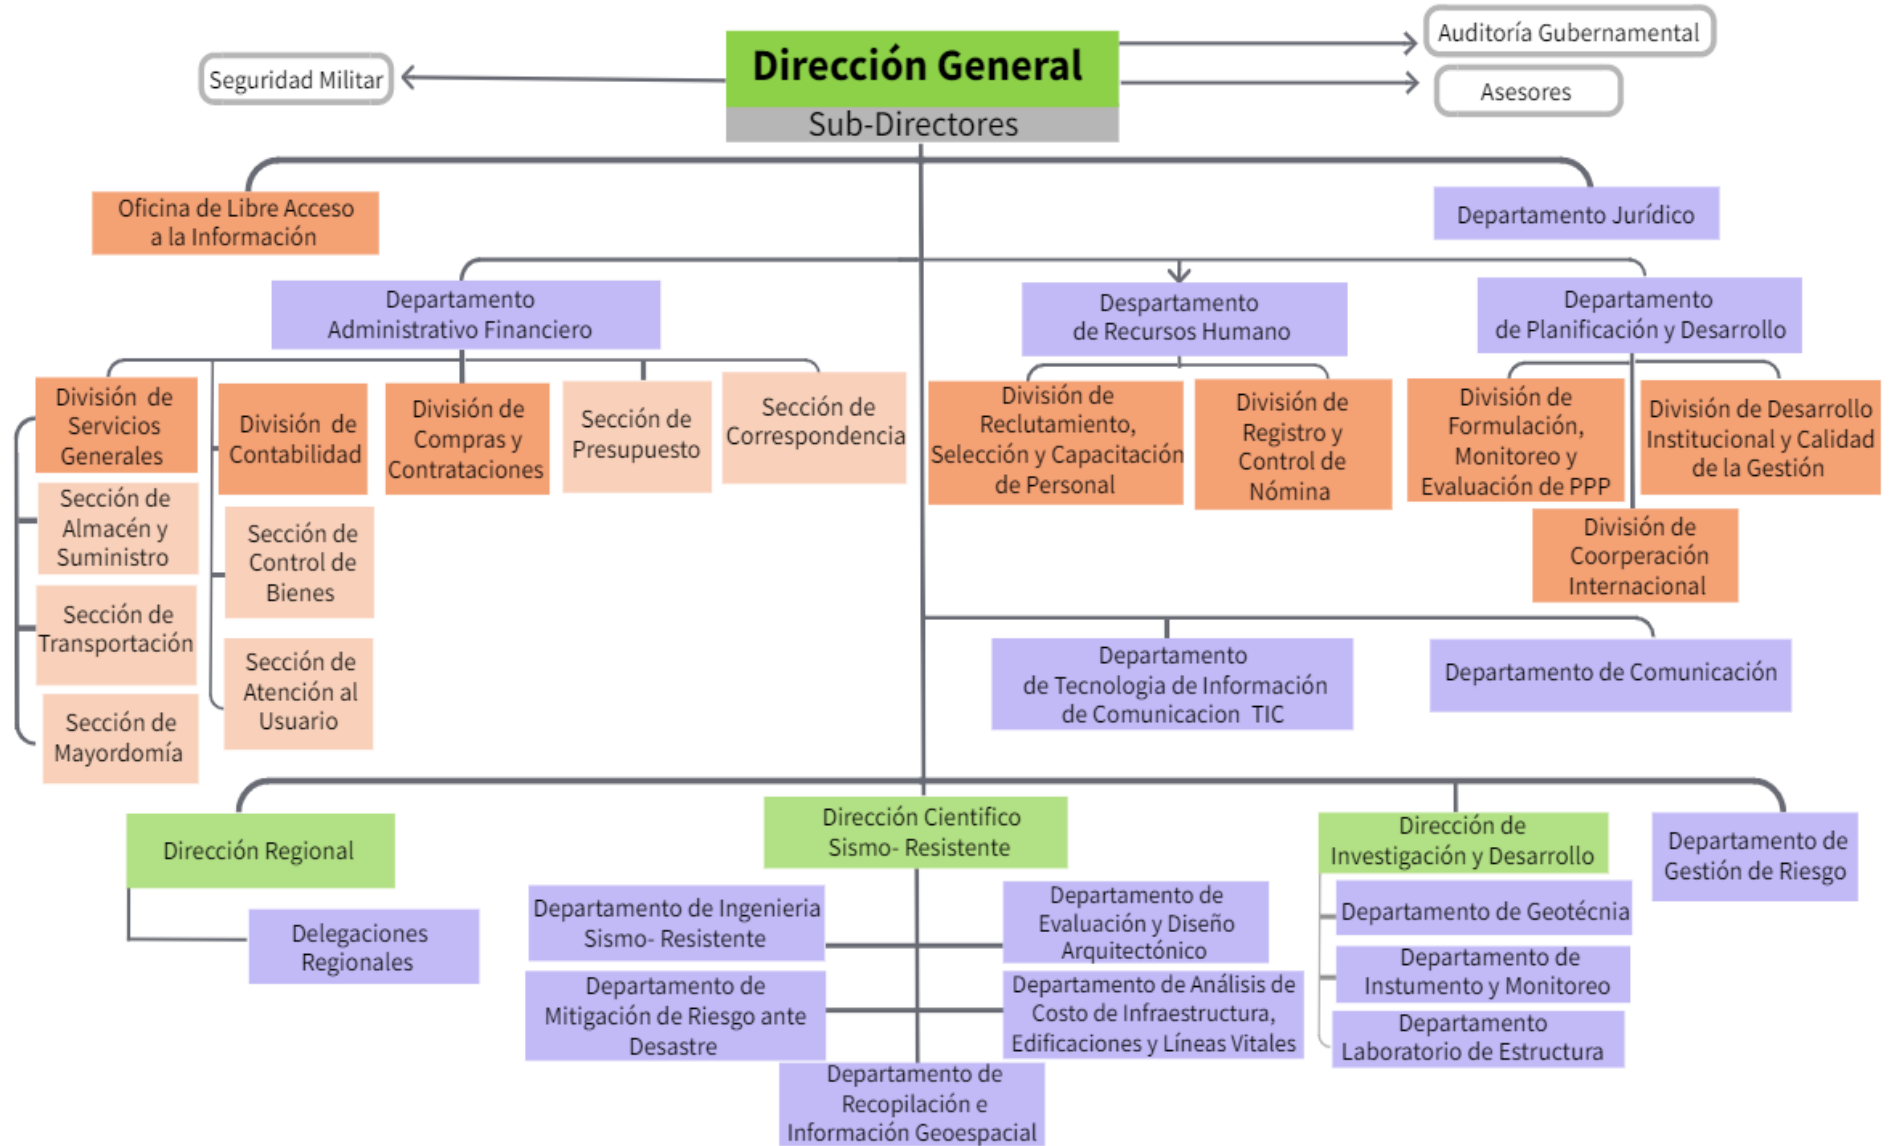 Auditoría Gubernamental
Dirección General
Seguridad Militar
Asesores
Sub-Directores
Oficina de Libre Acceso
a la Información
Departamento Jurídico
Departamento
Administrativo Financiero
Despartamento
de Recursos Humano
Departamento
de Planificación y Desarrollo
División de
Servicios
Generales
División de
Contabilidad
División de
Compras y
Contrataciones
Sección de
Presupuesto
Sección de
Correspondencia
División de
Reclutamiento,
Selección y Capacitación
de Personal
División de
Registro y
Control de
Nómina
División de
Formulación,
Monitoreo y
Evaluación de PPP
División de Desarrollo
Institucional y Calidad
de la Gestión
Sección de
Almacén y
Suministro
Sección de
Control de
Bienes
División de
Coorperación
Internacional
Sección de
Transportación
Sección de
Atención al
Usuario
Sección de
Mayordomía
Departamento
de Tecnologia de Información
de Comunicacion TIC
Departamento de Comunicación
Dirección Regional
Dirección Cientifico
Sismo- Resistente
Dirección de
Investigación y Desarrollo
Departamento de
Gestión de Riesgo
Delegaciones
Regionales
Departamento de Ingenieria
Sismo- Resistente
Departamento de
Evaluación y Diseño
Arquitectónico
Departamento de Geotécnia
Departamento de
Mitigación de Riesgo ante
Desastre
Departamento de Análisis de
Costo de Infraestructura,
Edificaciones y Líneas Vitales
Departamento de
Instumento y Monitoreo
Departamento
Laboratorio de Estructura
Departamento de
Recopilación e
Información Geoespacial